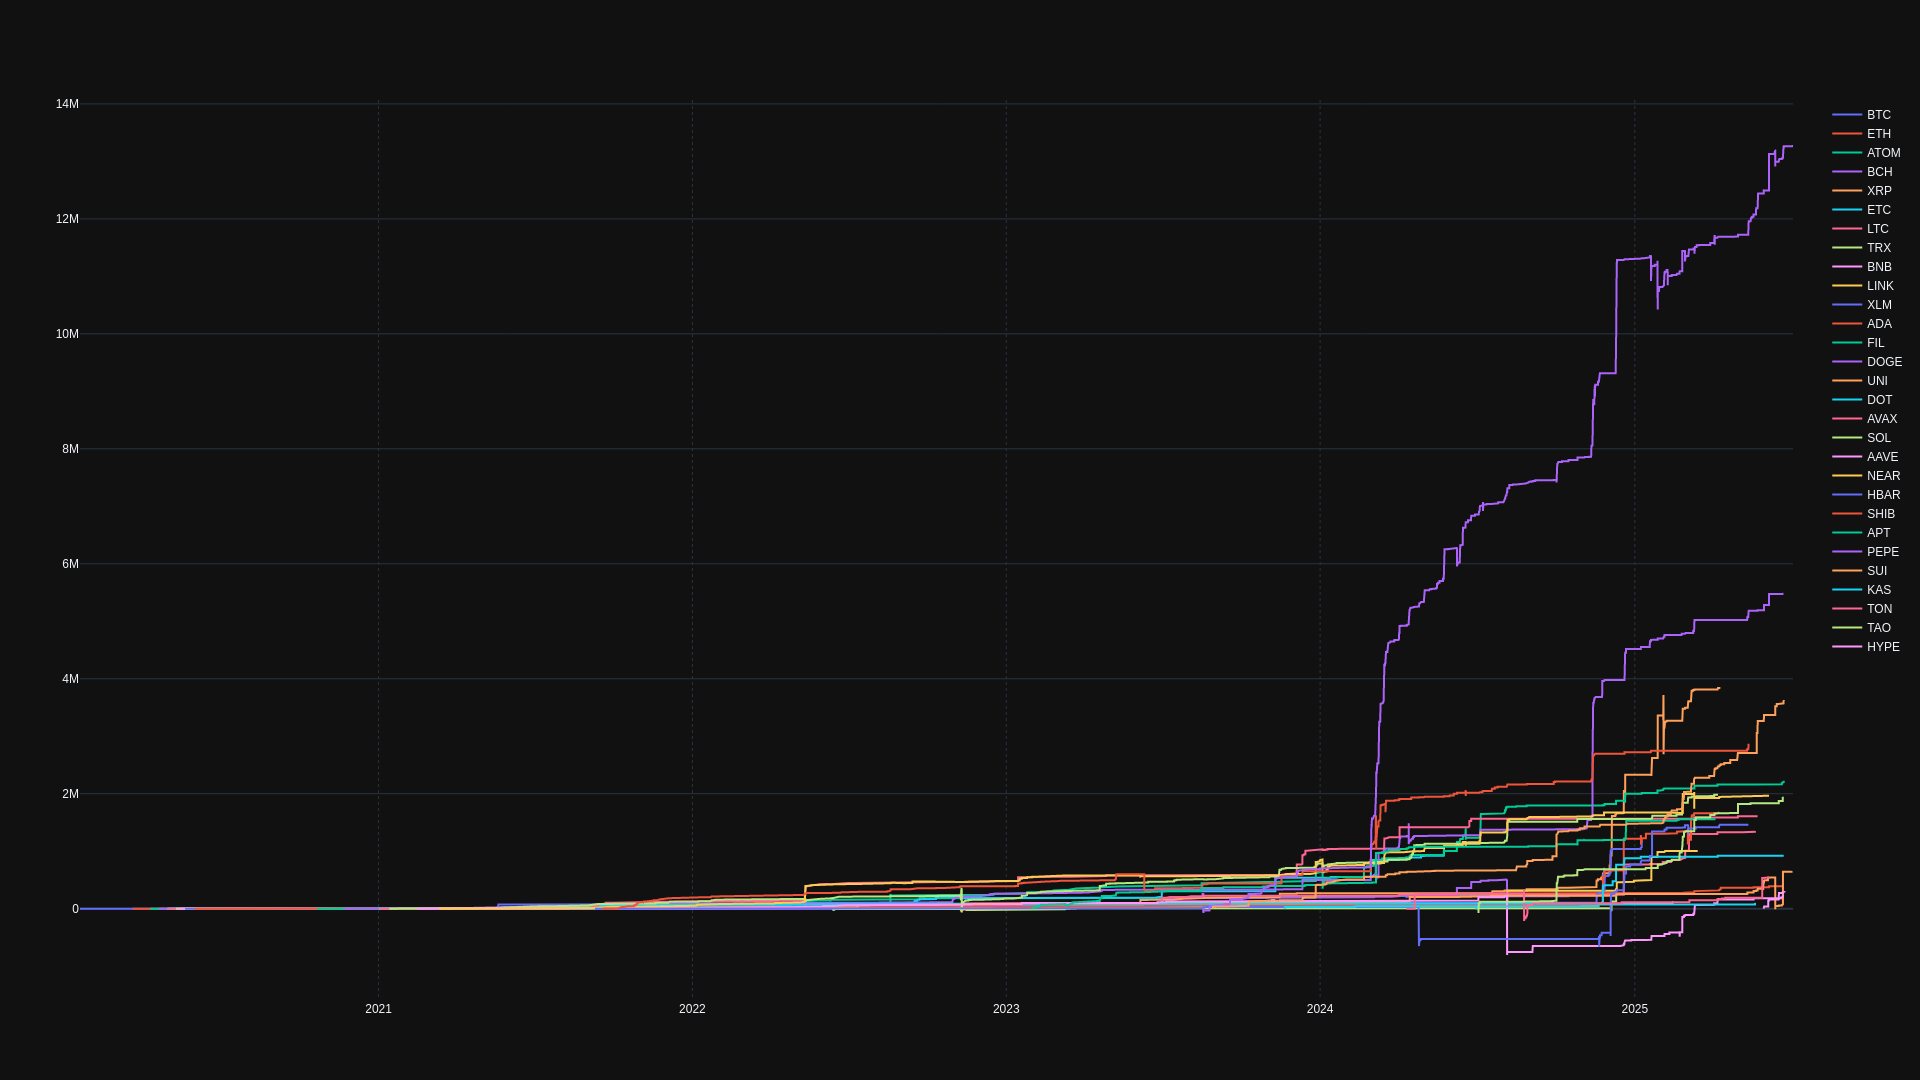 14M
12M
10M
8M
6M
4M
2M
0
2021
2022
2023
2024
2025
BTC
ETH
ATOM
BCH
XRP
ETC
LTC
TRX
BNB
LINK
XLM
ADA
FIL
DOGE
UNI
DOT
AVAX
SOL
AAVE
NEAR
HBAR
SHIB
APT
PEPE
SUI
KAS
TON
TAO
HYPE